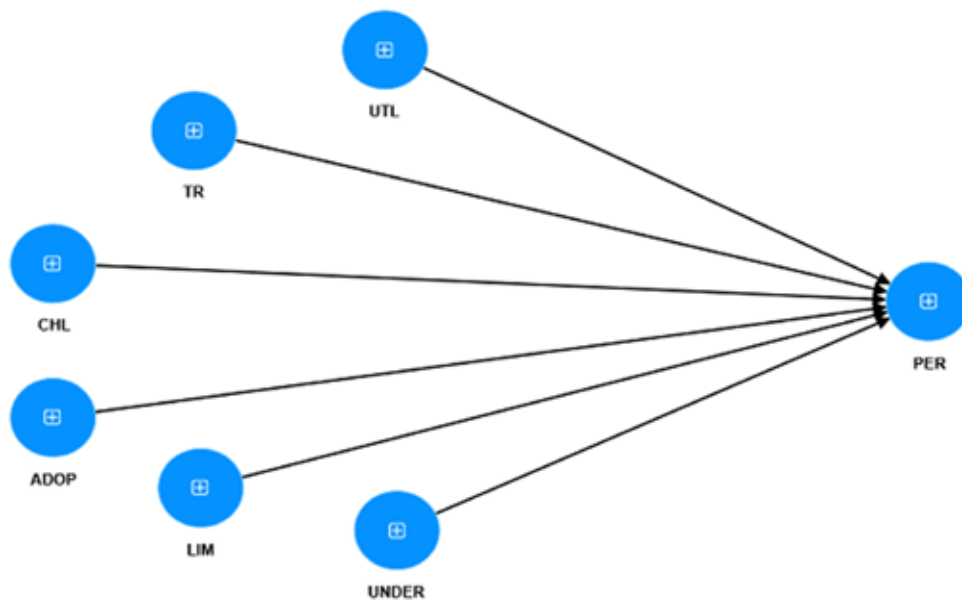 UTL
TR
CHL
PER
ADOP
LIM
UNDER